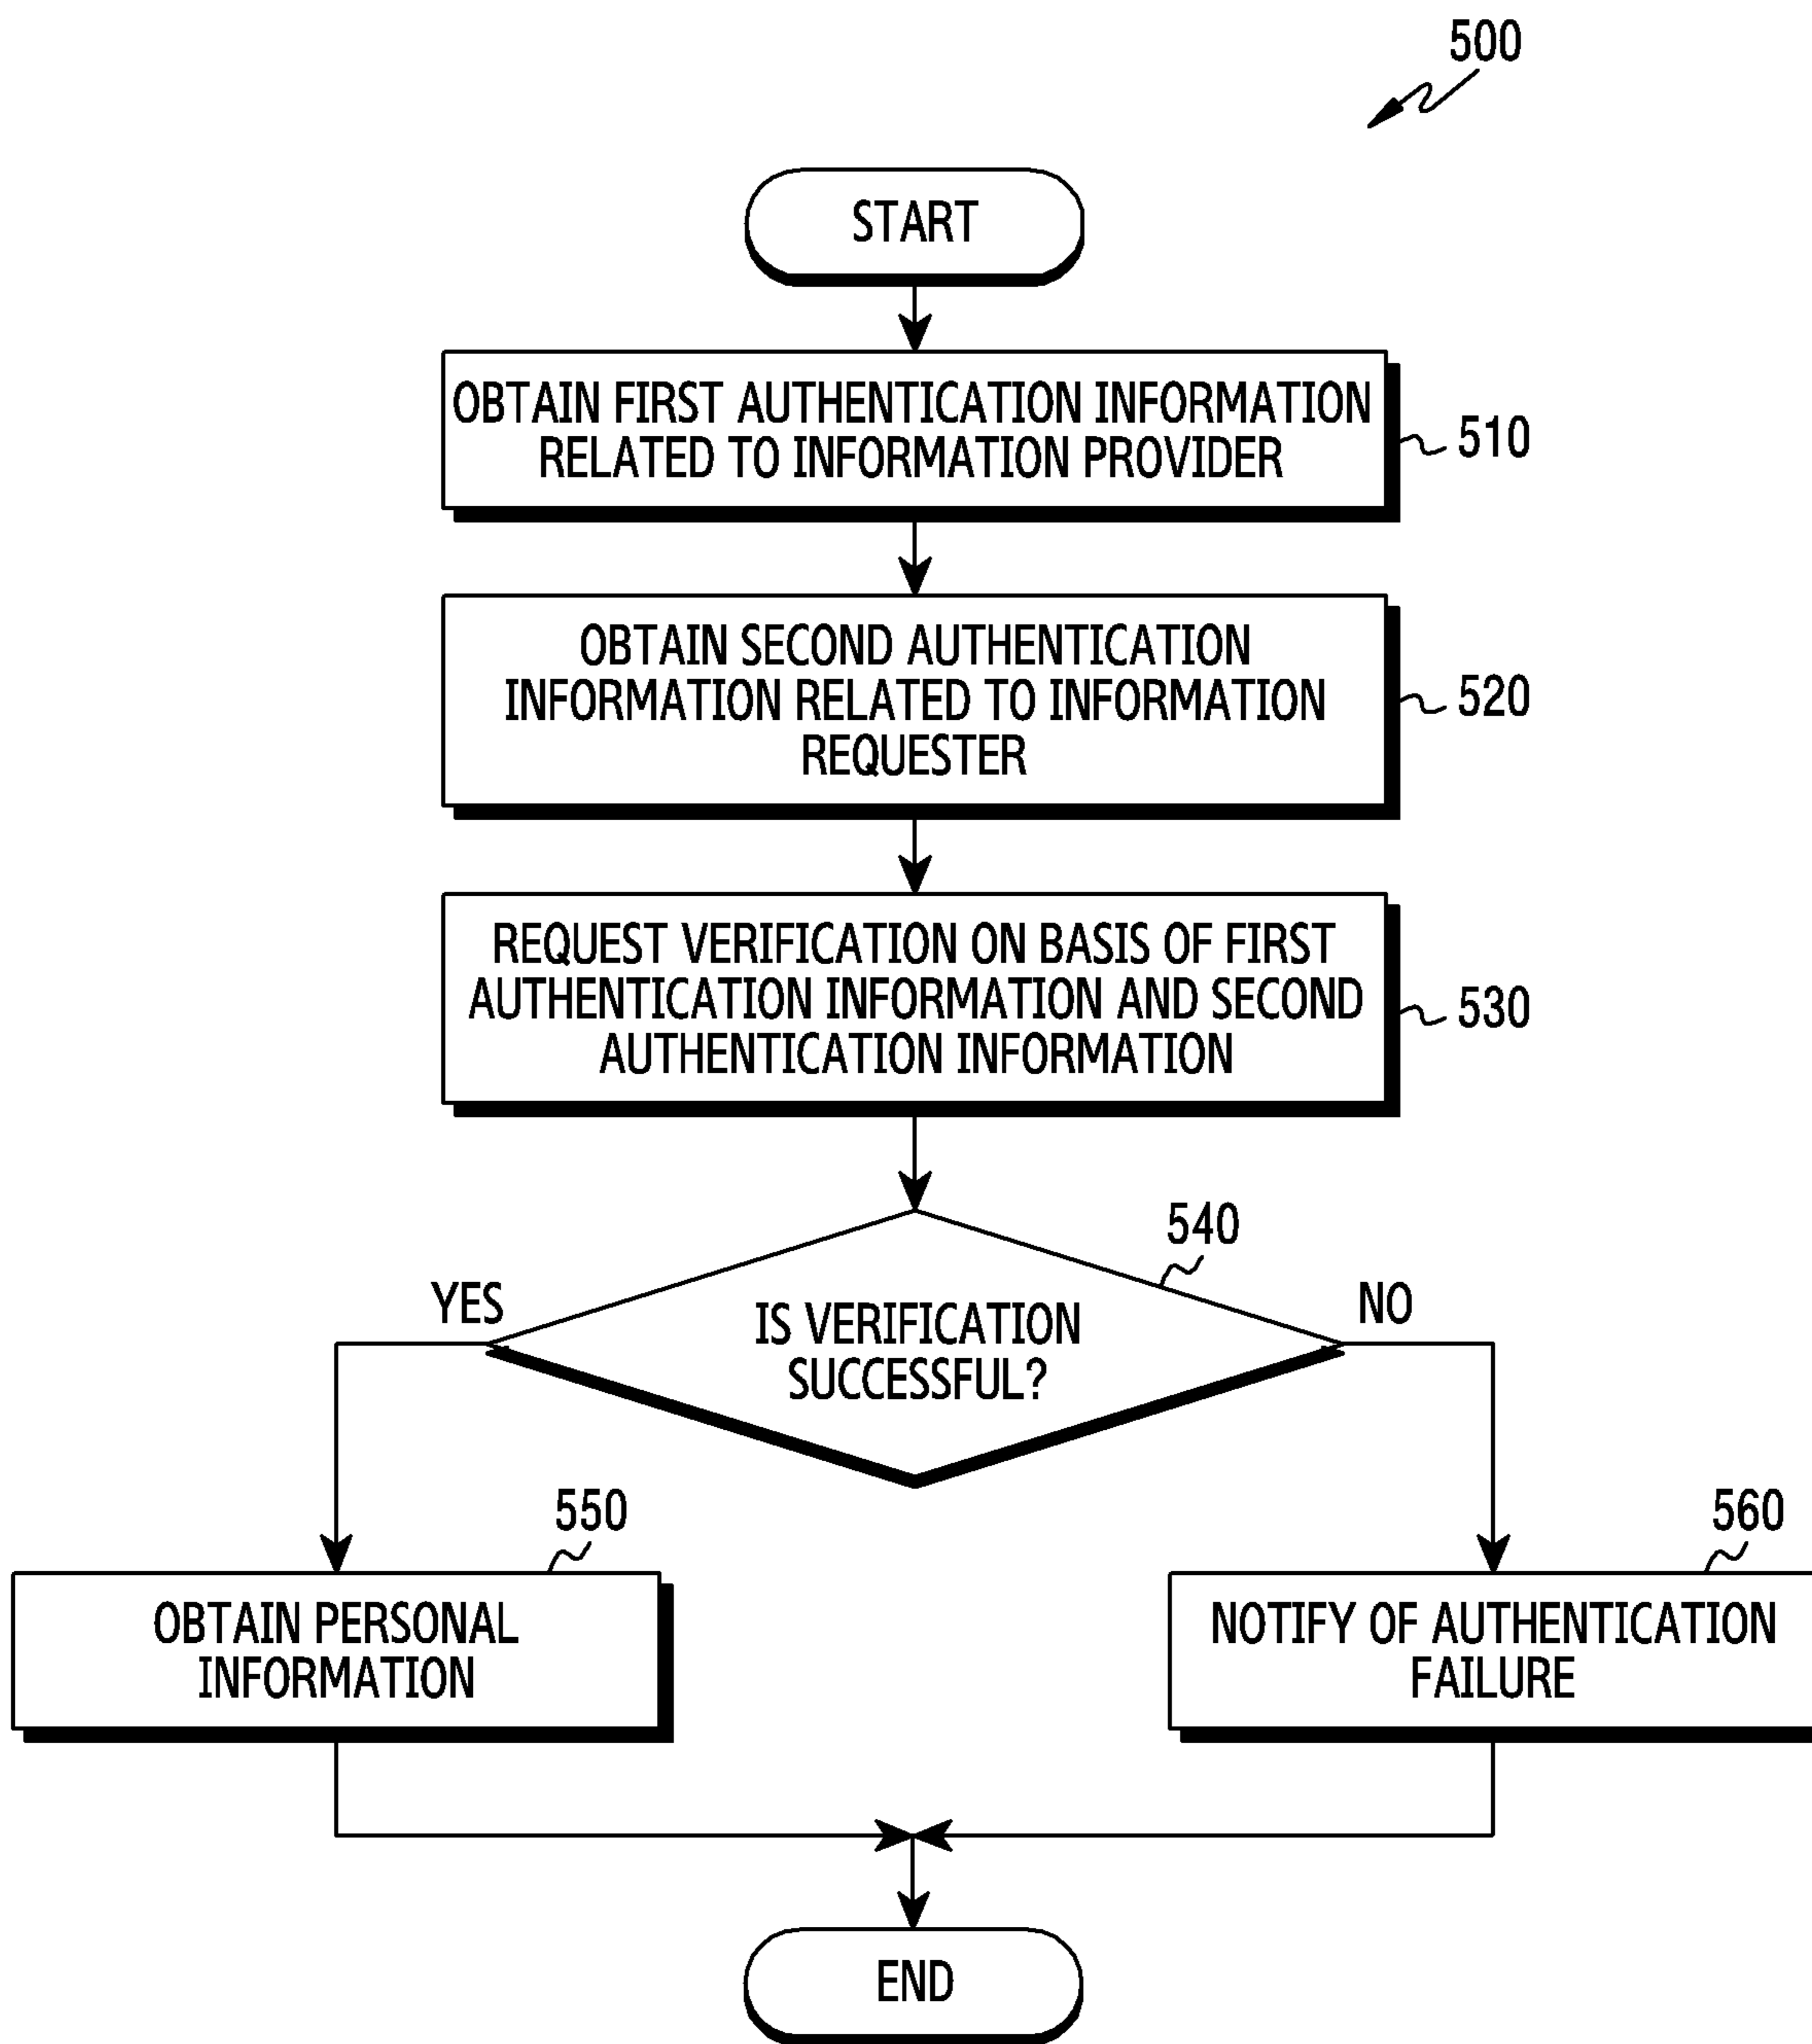 500
START
OBTAIN FIRST AUTHENTICATION INFORMATION
RELATED TO INFORMATION PROVIDER
510
OBTAIN SECOND AUTHENTICATION
INFORMATION RELATED TO INFORMATION
REQUESTER
520
REQUEST VERIFICATION ON BASIS OF FIRST
AUTHENTICATION INFORMATION AND SECOND
AUTHENTICATION INFORMATION
530
540
YES
IS VERIFICATION
SUCCESSFUL?
NO
550
OBTAIN PERSONAL
INFORMATION
560
NOTIFY OF AUTHENTICATION
FAILURE
END